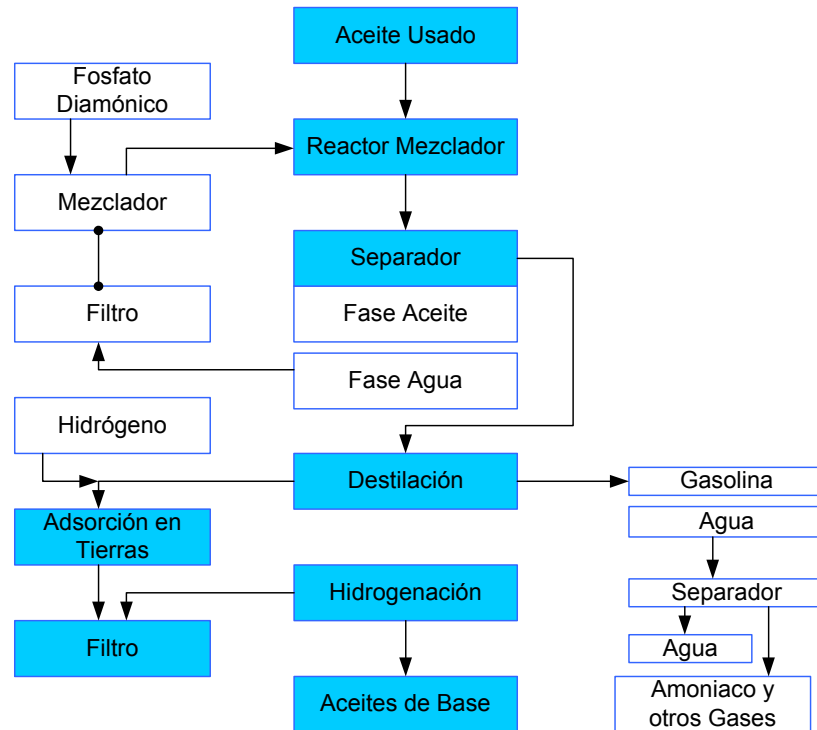 Aceite Usado
Fosfato
Diamónico
Reactor Mezclador
Mezclador
Separador
Filtro
Fase Aceite
Fase Agua
Hidrógeno
Destilación
Gasolina
Agua
Adsorción en
Tierras
Hidrogenación
Separador
Filtro
Agua
Aceites de Base
Amoniaco y
otros Gases